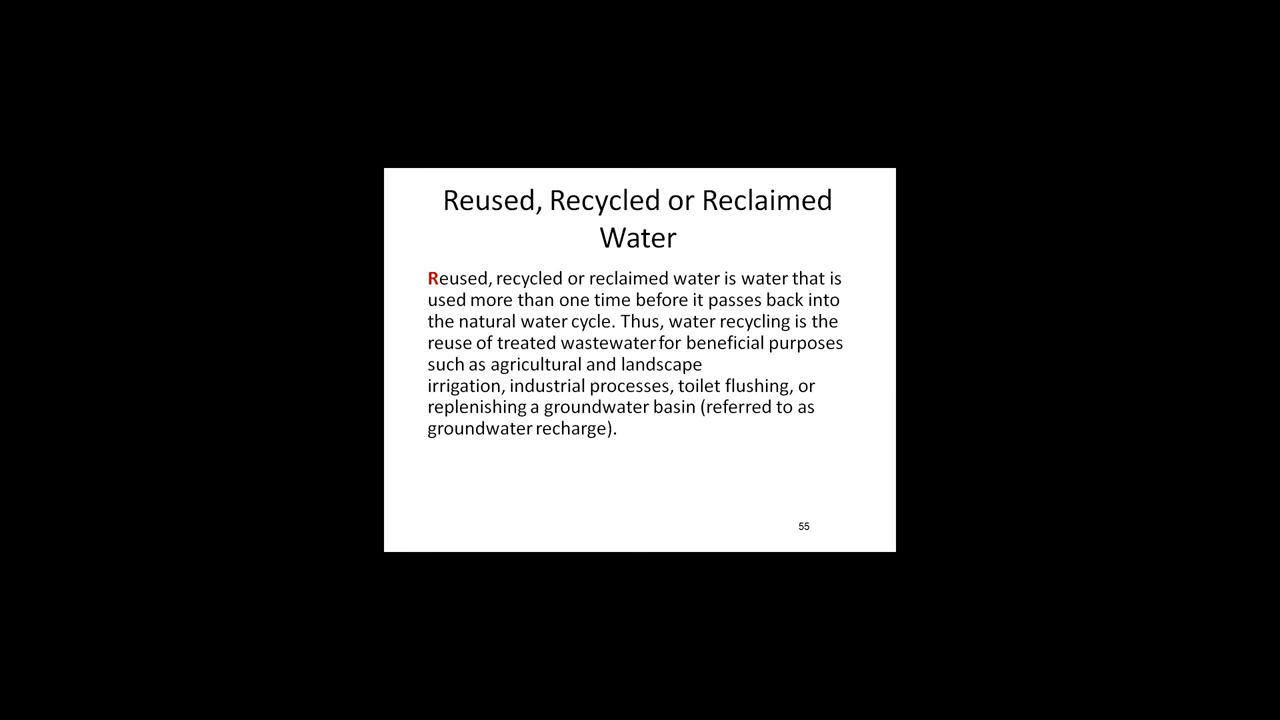 Reused, Recycled or Reclaimed
Water
Reused, recycled or reclaimed water is water that is
used more than one time before it passes back into
the natural water cycle. Thus, water recycling is the
reuse of treated wastewater for beneficial purposes
such as agricultural and landscape
irrigation, industrial processes, toilet flushing, or
replenishing a groundwater basin (referred to as
groundwater recharge).
55